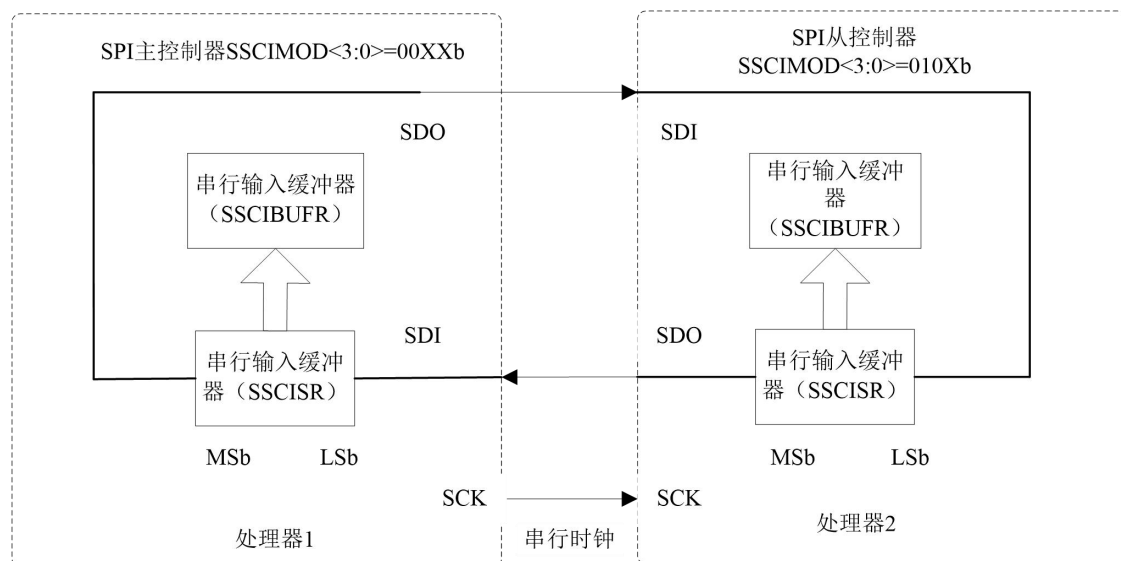 SPI主控制器SSCIMOD<3:0>=00XXb
SPI从控制器
SSCIMOD<3:0>=010Xb
SDO
SDI
串行输入缓冲器
（SSCIBUFR）
串行输入缓冲
器
（SSCIBUFR）
SDI
SDO
串行输入缓冲
器（SSCISR）
串行输入缓冲
器（SSCISR）
MSb
LSb
MSb
LSb
SCK
SCK
处理器1
串行时钟
处理器2